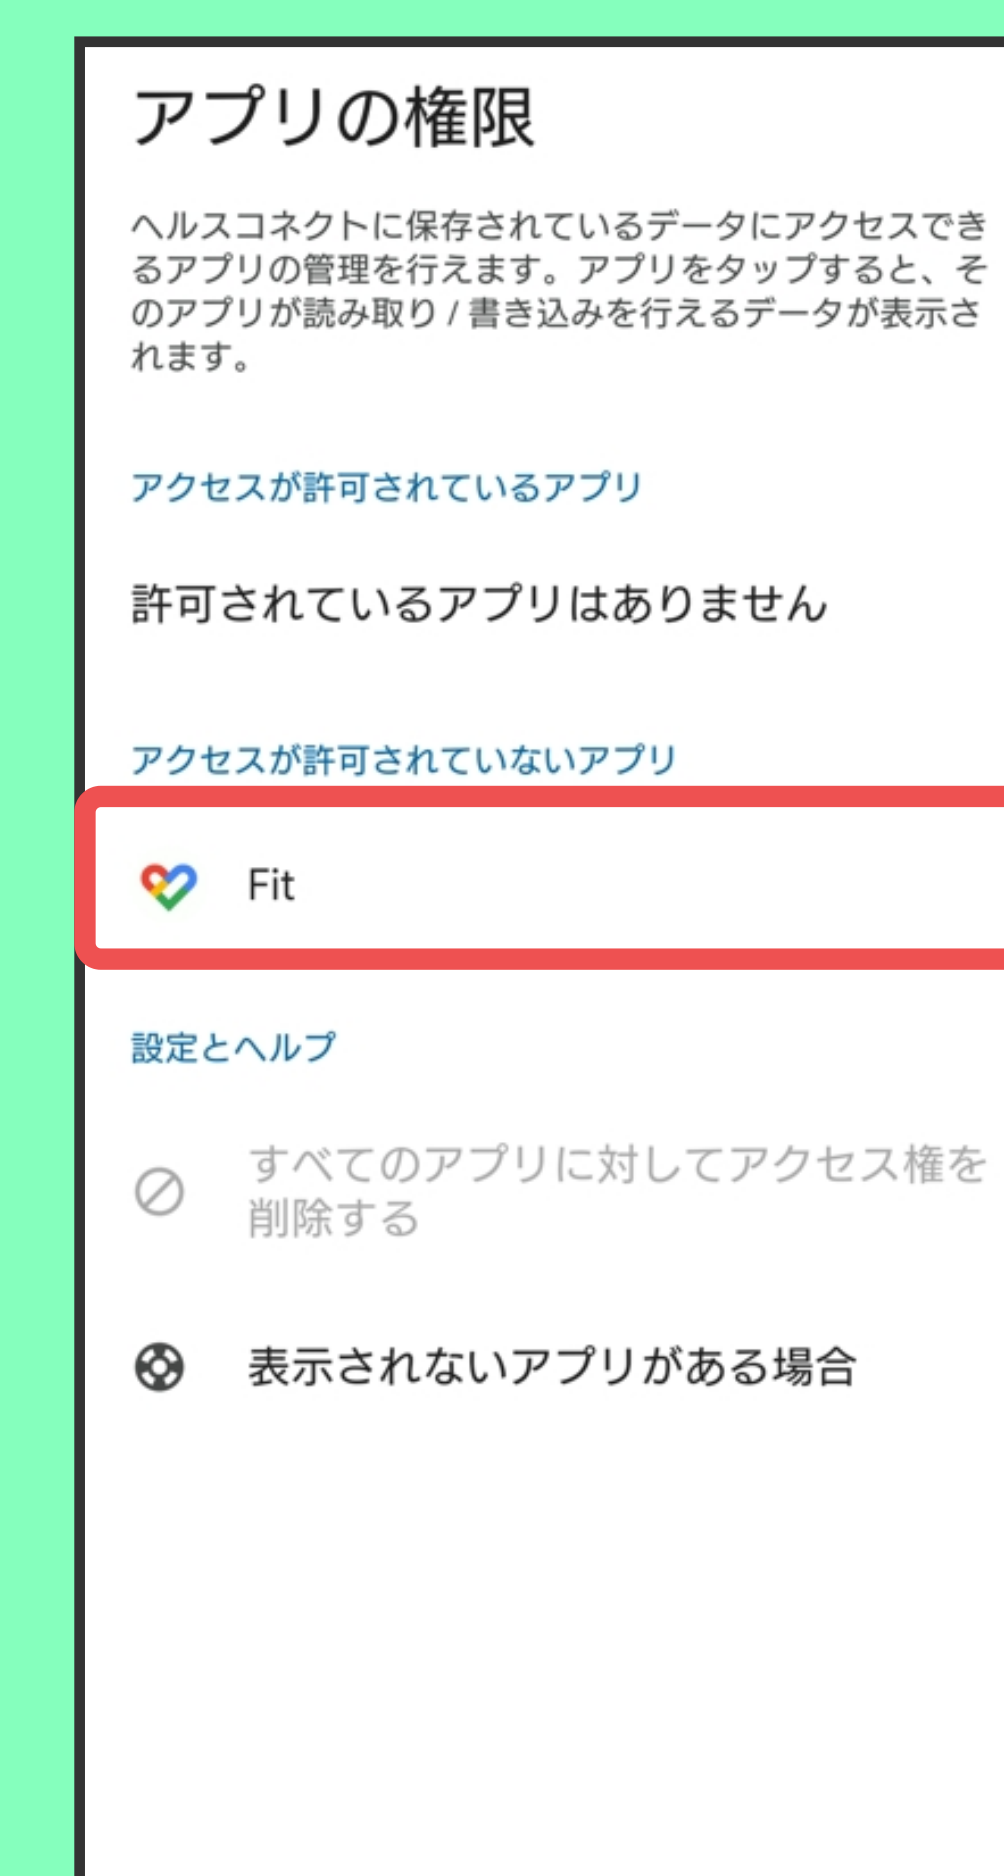 アプリの権限
ヘルスコネクトに保存されているデータにアクセスでき
るアプリの管理を行えます。アプリをタップすると、そ
のアプリが読み取り / 書き込みを行えるデータが表示さ
れます。
アクセスが許可されているアプリ
許可されているアプリはありません
アクセスが許可されていないアプリ
Fit
設定とヘルプ
すべてのアプリに対してアクセス権を
削除する
表示されないアプリがある場合